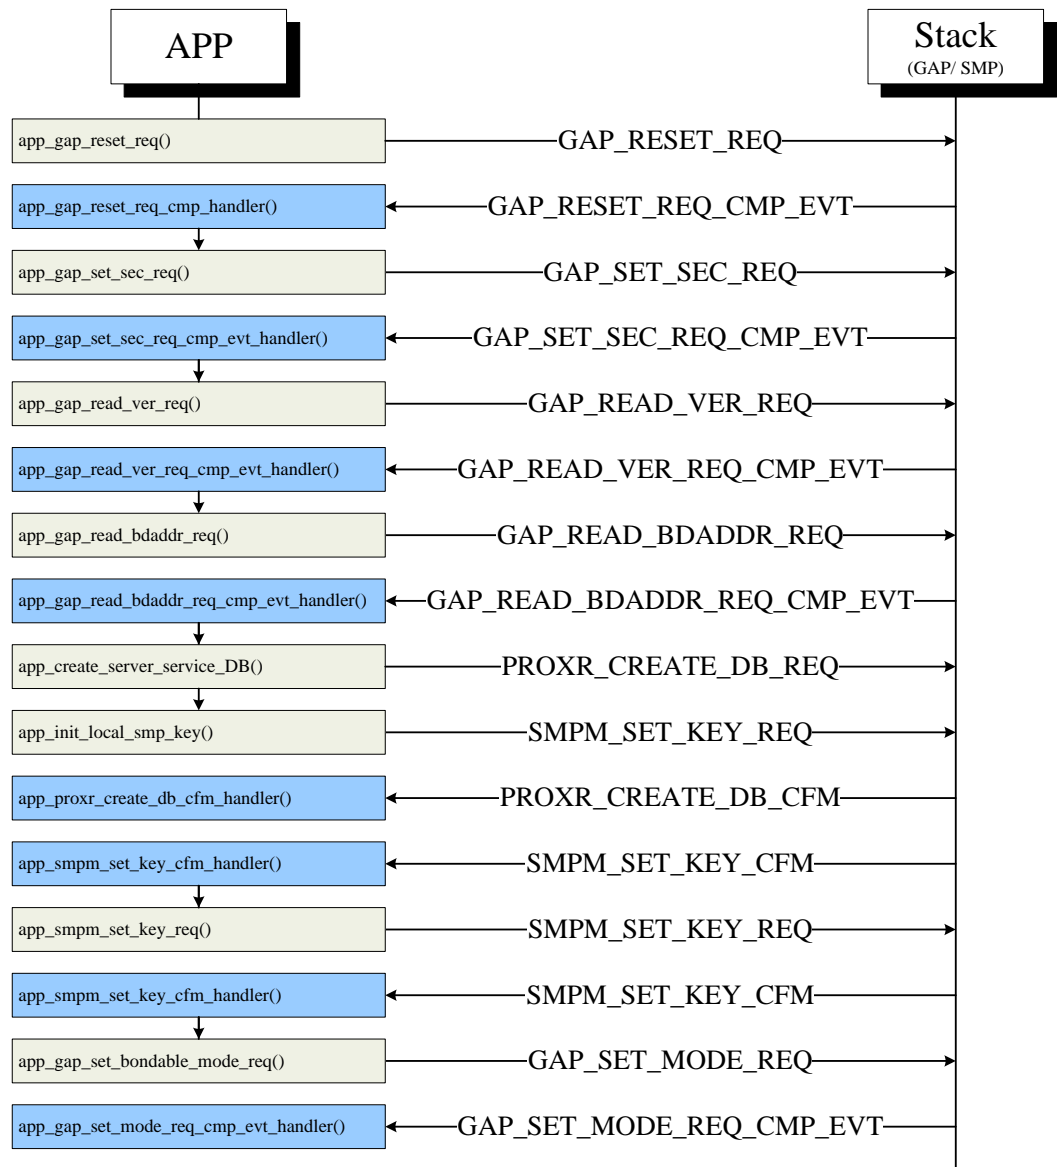 APP
Stack
(GAP/ SMP)
app_gap_reset_req()
GAP_RESET_REQ
app_gap_reset_req_cmp_handler()
GAP_RESET_REQ_CMP_EVT
app_gap_set_sec_req()
GAP_SET_SEC_REQ
app_gap_set_sec_req_cmp_evt_handler()
GAP_SET_SEC_REQ_CMP_EVT
app_gap_read_ver_req()
GAP_READ_VER_REQ
app_gap_read_ver_req_cmp_evt_handler()
GAP_READ_VER_REQ_CMP_EVT
app_gap_read_bdaddr_req()
GAP_READ_BDADDR_REQ
app_gap_read_bdaddr_req_cmp_evt_handler()
GAP_READ_BDADDR_REQ_CMP_EVT
app_create_server_service_DB()
PROXR_CREATE_DB_REQ
app_init_local_smp_key()
SMPM_SET_KEY_REQ
app_proxr_create_db_cfm_handler()
PROXR_CREATE_DB_CFM
app_smpm_set_key_cfm_handler()
SMPM_SET_KEY_CFM
app_smpm_set_key_req()
SMPM_SET_KEY_REQ
app_smpm_set_key_cfm_handler()
SMPM_SET_KEY_CFM
app_gap_set_bondable_mode_req()
GAP_SET_MODE_REQ
app_gap_set_mode_req_cmp_evt_handler()
GAP_SET_MODE_REQ_CMP_EVT